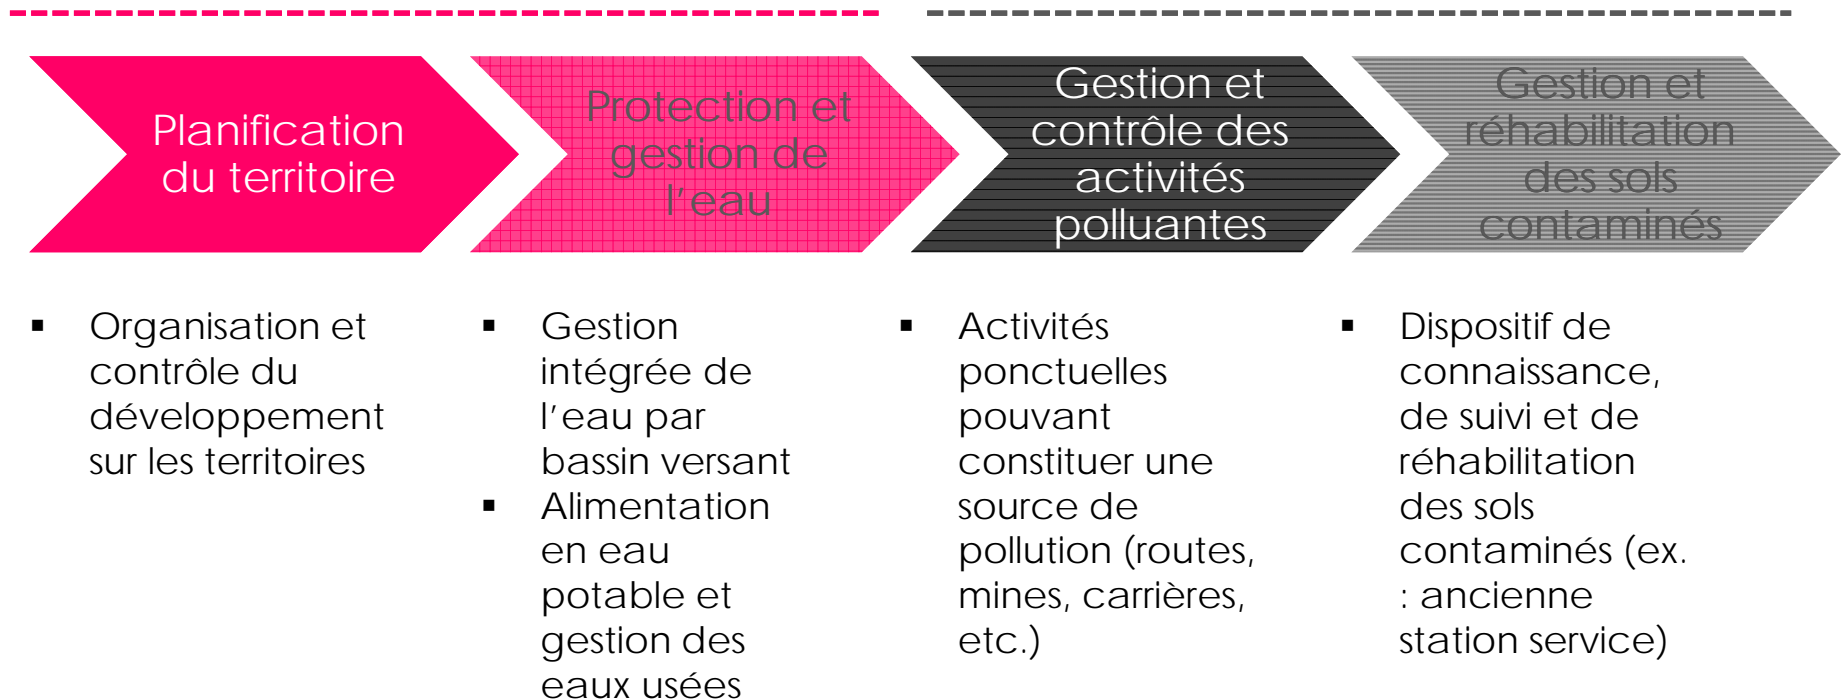 Planification
du territoire
Protection et
gestion de
l'eau
Gestion et
contrôle des
activités
polluantes
Gestion et
réhabilitation
des sols
contaminés
▪ Organisation et
contrôle du
développement
sur les territoires
▪ Gestion
intégrée de
l'eau par
bassin versant
▪ Alimentation
en eau
potable et
gestion des
eaux usées
▪ Activités
ponctuelles
pouvant
constituer une
source de
pollution (routes,
mines, carrières,
etc.)
▪ Dispositif de
connaissance,
de suivi et de
réhabilitation
des sols
contaminés (ex.
: ancienne
station service)